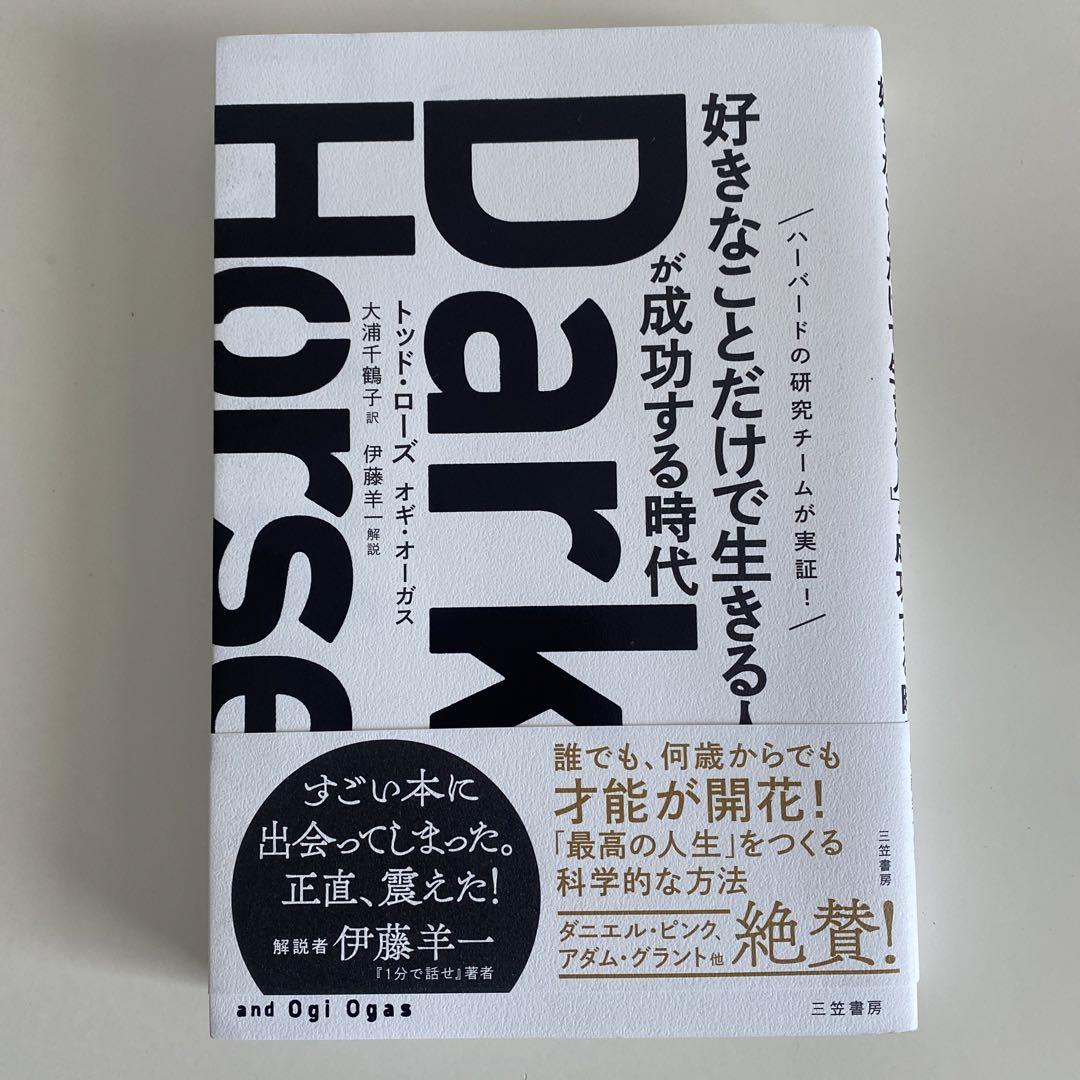 ハーバードの研究チームが実証!
好きなことだけで生きる人
が成功する時代
Dark
Horse
トッド・ローズ オギ・オーガス
大浦千鶴子 訳 伊藤羊一 解説
誰でも、何歳からでも
才能が開花!
「最高の人生」をつくる
科学的な方法
ダニエル・ピンク、
アダム・グラント他
絶賛!
三笠書房
すごい本に
出会ってしまった。
正直、震えた!
解説者 伊藤羊一
『1分で話せ』著者
and Ogi Ogas
三笠書房